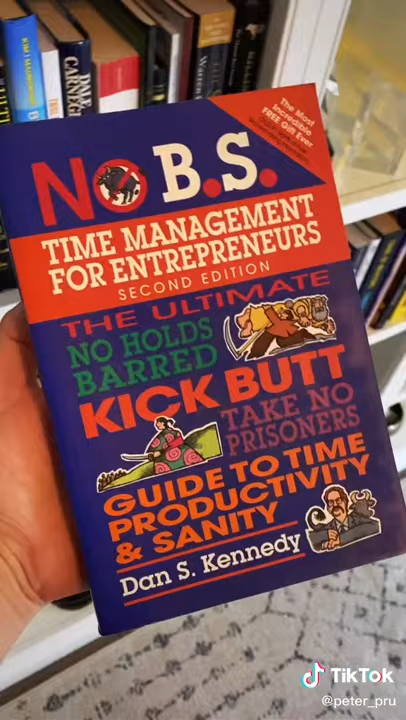 DALE CARNEGIE
The Most
Incredible
FREE Gift Ever
NO B.S.
TIME MANAGEMENT
FOR ENTREPRENEURS
SECOND EDITION
THE ULTIMATE
NO HOLDS
BARRED
KICK BUTT
TAKE NO
PRISONERS
GUIDE TO TIME
PRODUCTIVITY
& SANITY
Dan S. Kennedy
TikTok
@peter_pru